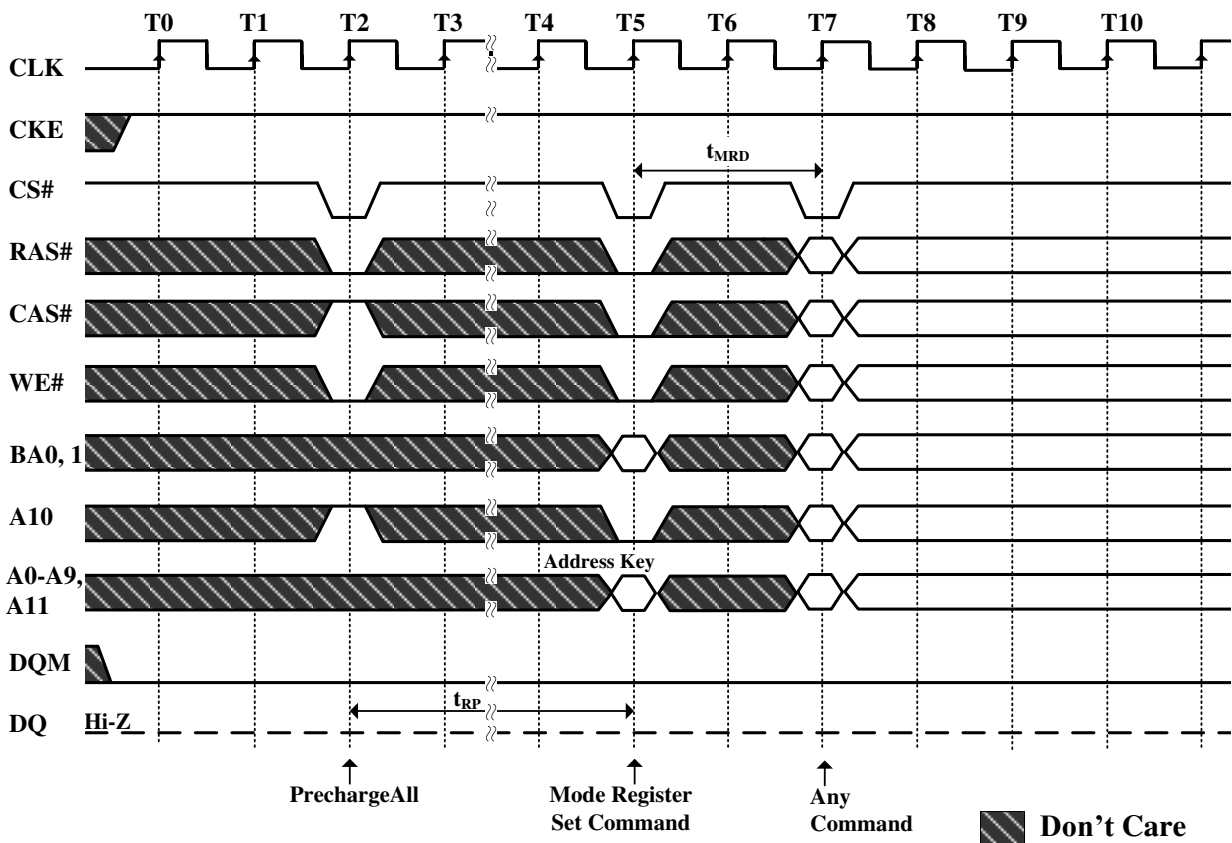 T0 T1 T2 T3 T4 T5 T6 T7 T8 T9 T10
CLK
CKE
tMRD
CS#
RAS#
CAS#
WE#
BA0, 1
A10
Address Key
A0-A9,
A11
DQM
tRP
DQ Hi-Z
PrechargeAll
Mode Register
Set Command
Any
Command
Don't Care